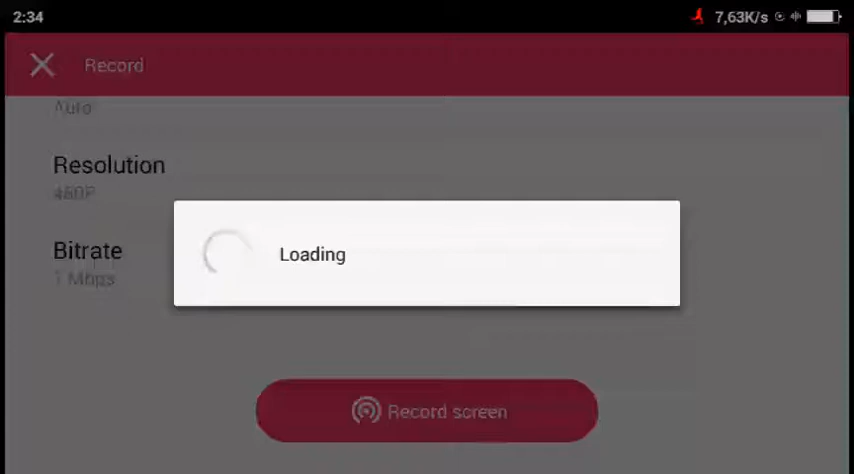 2:34
7,63K/s
Record
Auto
Resolution
480P
Bitrate
1 Mbps
Loading
Record screen